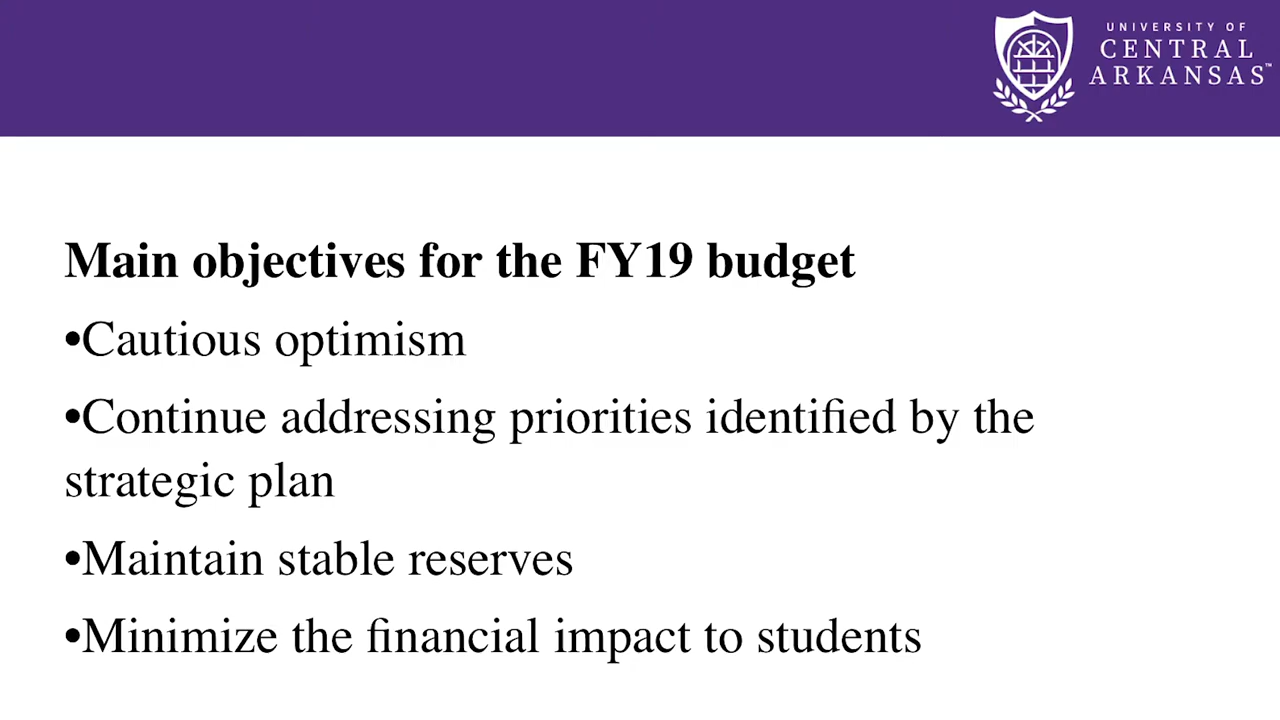 UNIVERSITY OF
CENTRAL
ARKANSAS™
Main objectives for the FY19 budget
•Cautious optimism
•Continue addressing priorities identified by the
strategic plan
•Maintain stable reserves
•Minimize the financial impact to students